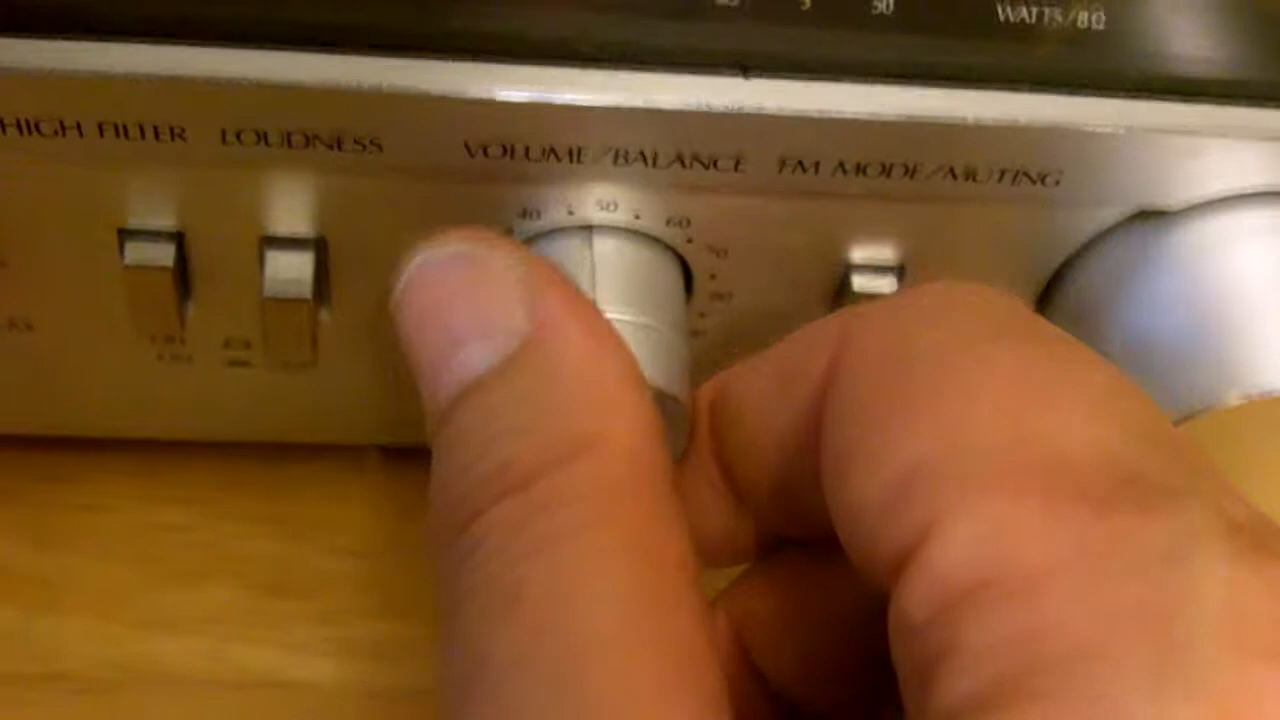 50 WATTS/8Ω
HIGH FILTER LOUDNESS VOLUME/BALANCE FM MODE/MUTING
40 50 60
70